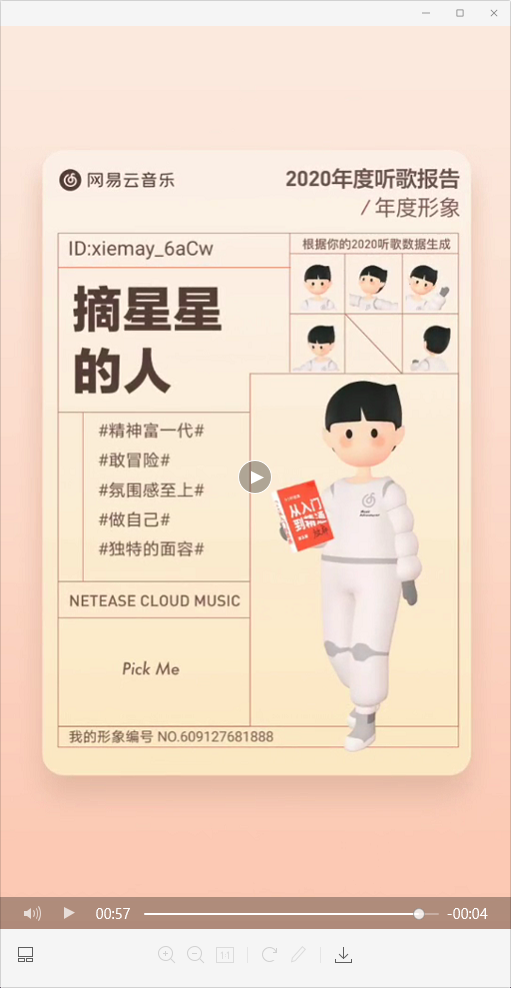 网易云音乐
2020年度听歌报告
/ 年度形象
ID:xiemay_6aCw
根据你的2020听歌数据生成
摘星星
的人
#精神富一代#
#敢冒险#
#氛围感至上#
#做自己#
#独特的面容#
从入门
到精通
NETEASE CLOUD MUSIC
Pick Me
我的形象编号 NO.609127681888
00:57
-00:04
1:1